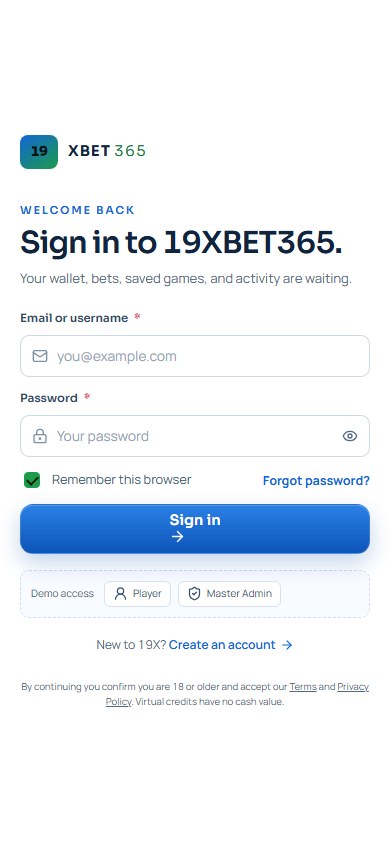 19 XBET 365
WELCOME BACK
Sign in to 19XBET365.
Your wallet, bets, saved games, and activity are waiting.
Email or username *
you@example.com
Password *
Your password
Remember this browser Forgot password?
Sign in
→
Demo access Player Master Admin
New to 19X? Create an account →
By continuing you confirm you are 18 or older and accept our Terms and Privacy
Policy. Virtual credits have no cash value.